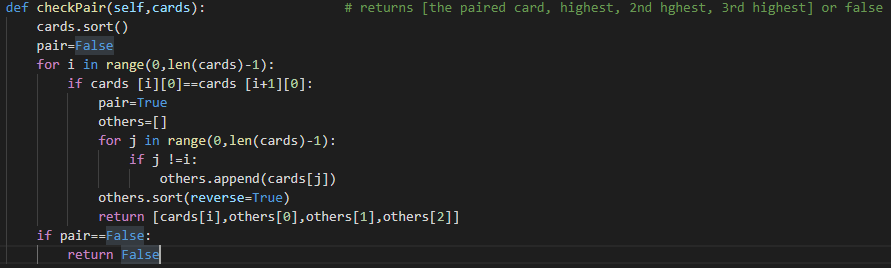 def checkPair(self,cards):                  # returns [the paired card, highest, 2nd hghest, 3rd highest] or false
    cards.sort()
    pair=False
    for i in range(0,len(cards)-1):
        if cards [i][0]==cards [i+1][0]:
            pair=True
            others=[]
            for j in range(0,len(cards)-1):
                if j !=i:
                    others.append(cards[j])
            others.sort(reverse=True)
            return [cards[i],others[0],others[1],others[2]]
    if pair==False:
        return False